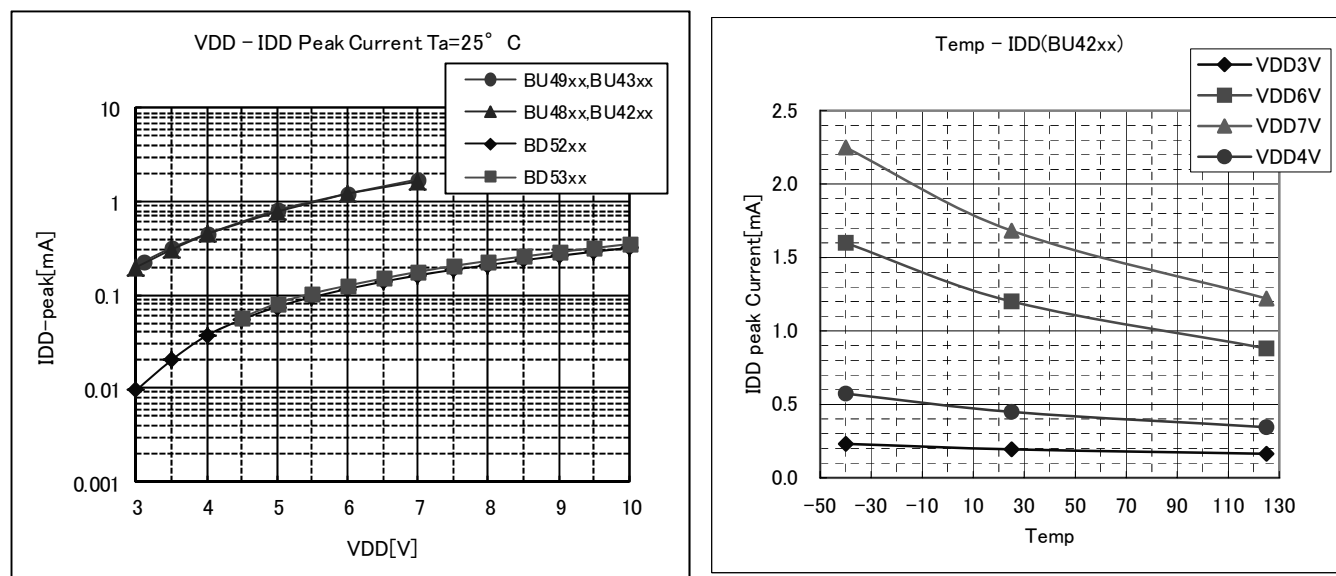 VDD - IDD Peak Current Ta=25° C
BU49xx,BU43xx
BU48xx,BU42xx
BD52xx
BD53xx
10
1
0.1
0.01
0.001
IDD-peak[mA]
3 4 5 6 7 8 9 10
VDD[V]
Temp - IDD(BU42xx)
VDD3V
VDD6V
VDD7V
VDD4V
2.5
2.0
1.5
1.0
0.5
0.0
IDD peak Current[mA]
-50 -30 -10 10 30 50 70 90 110 130
Temp